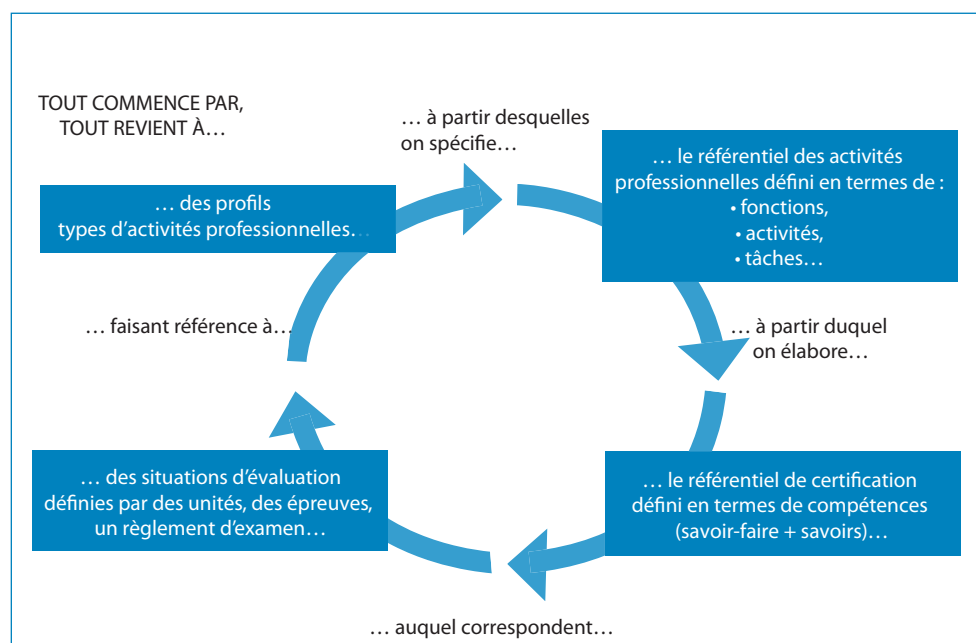 TOUT COMMENCE PAR,
TOUT REVIENT À…
… des profils
types d’activités professionnelles…
… à partir desquelles
on spécifie…
… le référentiel des activités
professionnelles défini en termes de :
• fonctions,
• activités,
• tâches…
… à partir duquel
on élabore…
… le référentiel de certification
défini en termes de compétences
(savoir-faire + savoirs)…
… auquel correspondent…
… des situations d’évaluation
définies par des unités, des épreuves,
un règlement d’examen…
… faisant référence à…